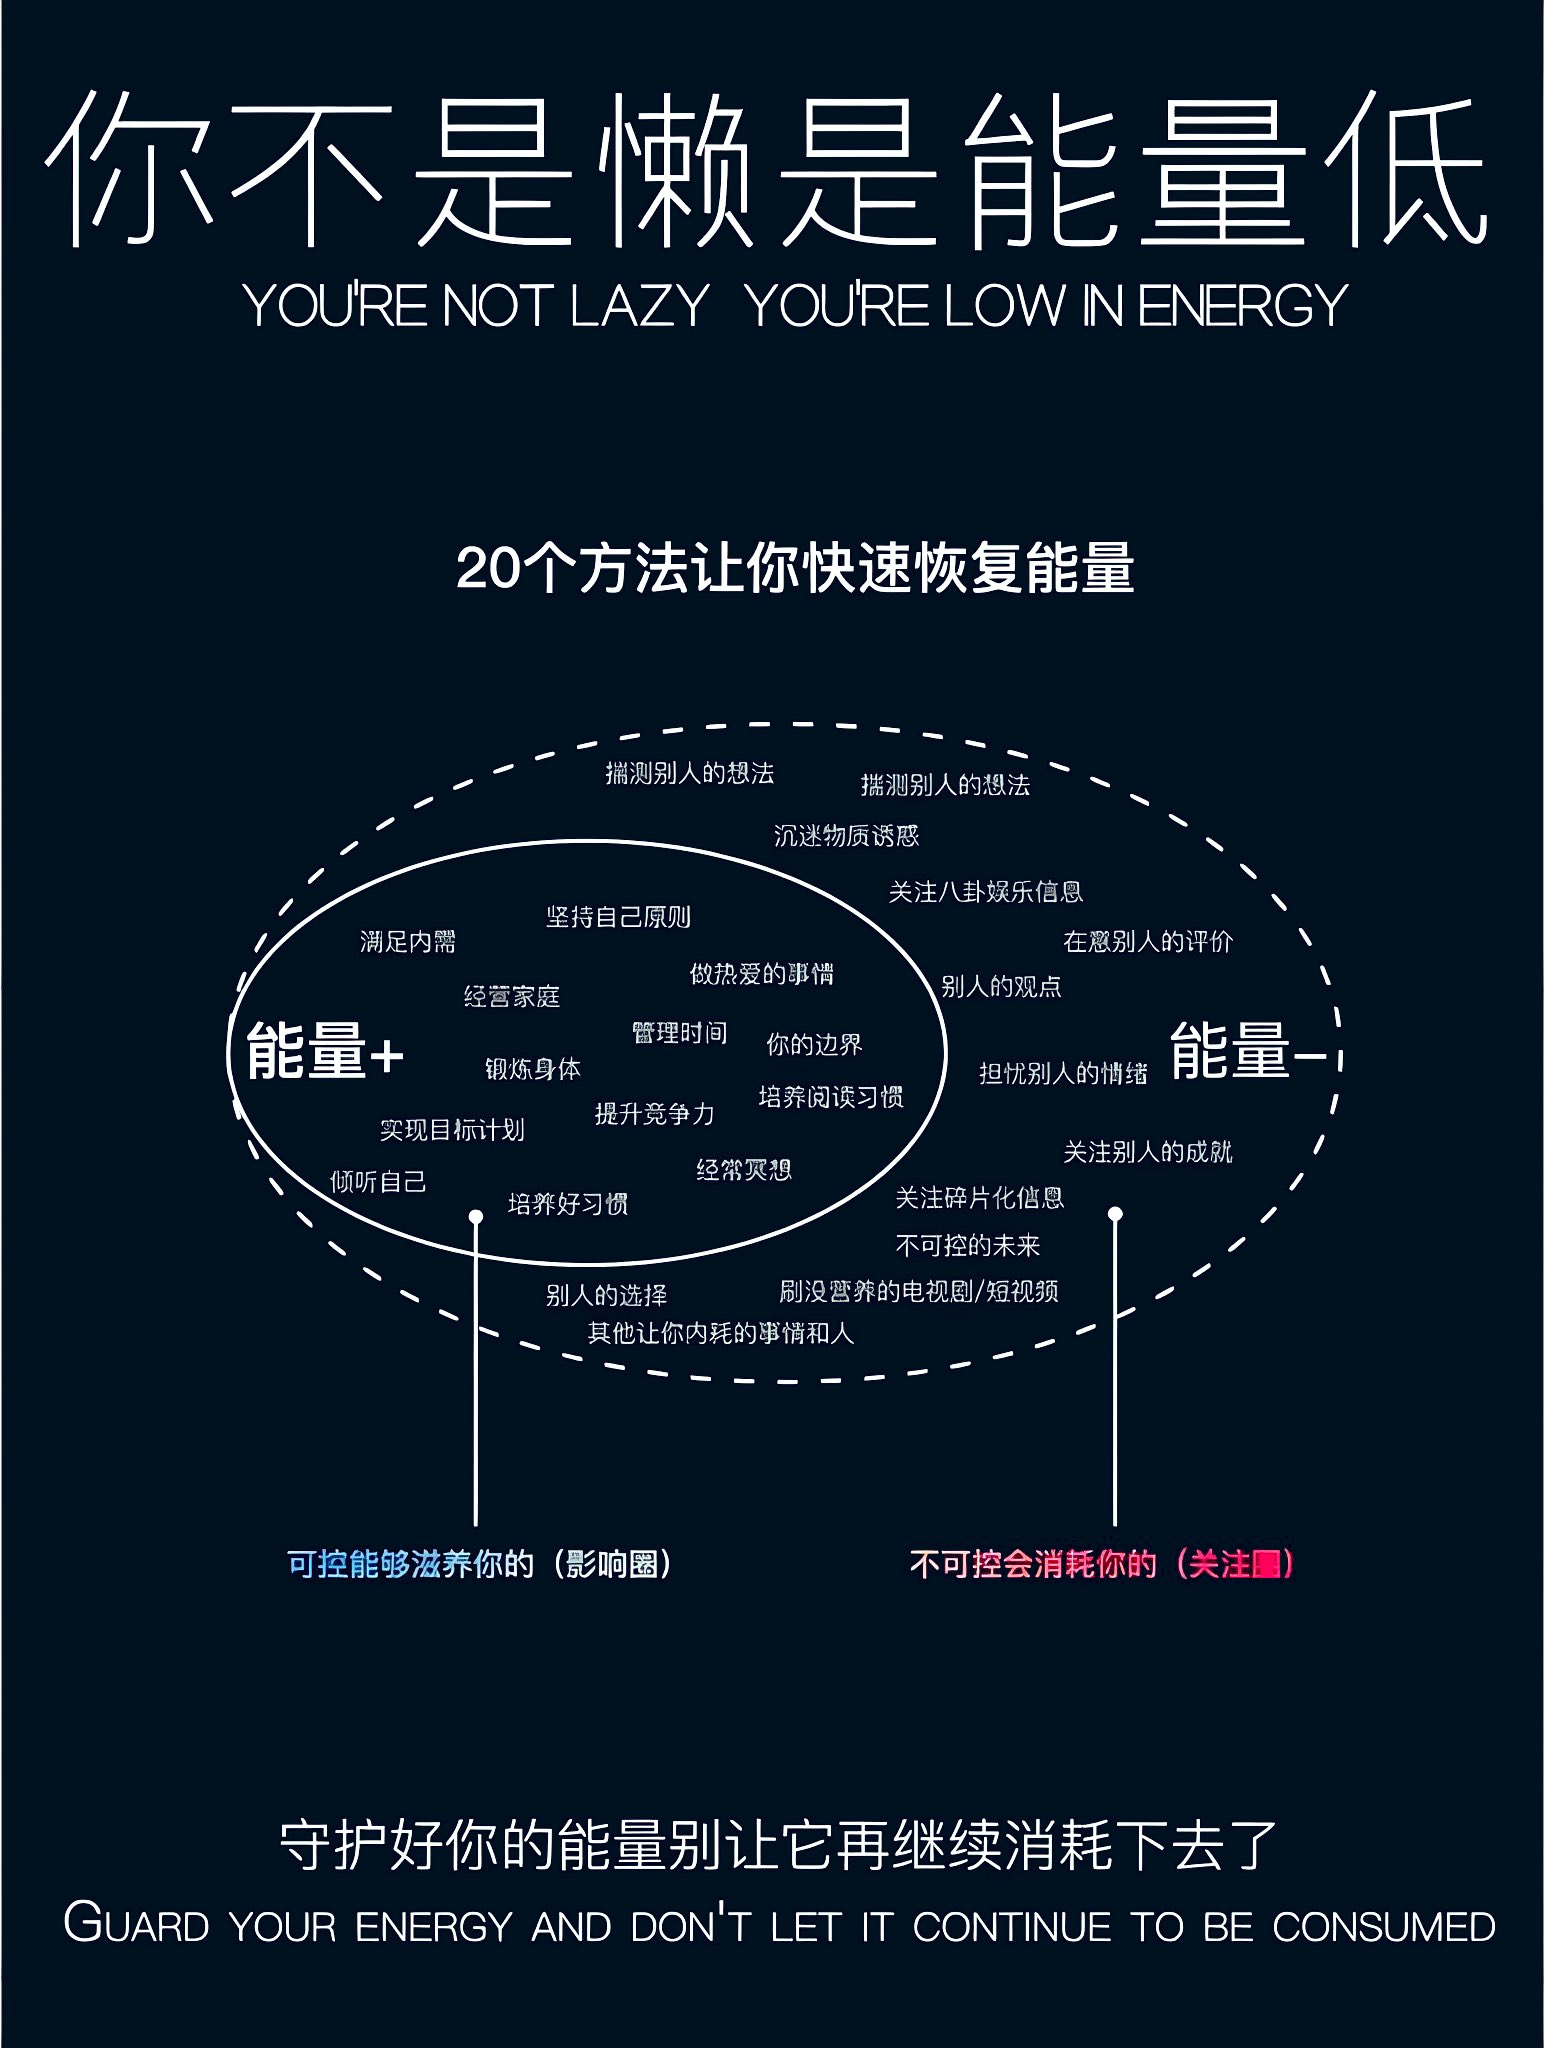 你不是懒是能量低
YOU'RE NOT LAZY YOU'RE LOW IN ENERGY
20个方法让你快速恢复能量
揣测别人的想法
揣测别人的想法
沉迷物质诱惑
关注八卦娱乐信息
坚持自己原则
满足内需
在意别人的评价
做热爱的事情
别人的观点
经营家庭
管理时间
你的边界
能量+
能量−
锻炼身体
担忧别人的情绪
培养阅读习惯
提升竞争力
实现目标计划
关注别人的成就
经常冥想
倾听自己
关注碎片化信息
培养好习惯
不可控的未来
别人的选择
刷没营养的电视剧/短视频
其他让你内耗的事情和人
可控能够滋养你的（影响圈）
不可控会消耗你的（关注圈）
守护好你的能量别让它再继续消耗下去了
GUARD YOUR ENERGY AND DON'T LET IT CONTINUE TO BE CONSUMED